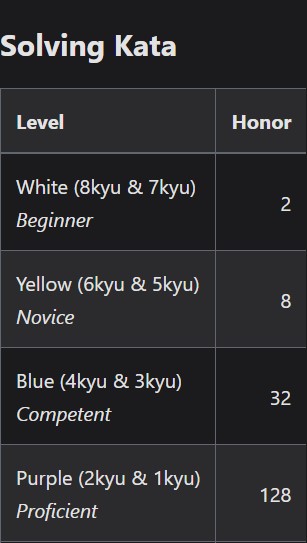 Solving Kata
Level Honor
White (8kyu & 7kyu)
Beginner
2
Yellow (6kyu & 5kyu)
Novice
8
Blue (4kyu & 3kyu)
Competent
32
Purple (2kyu & 1kyu)
Proficient
128